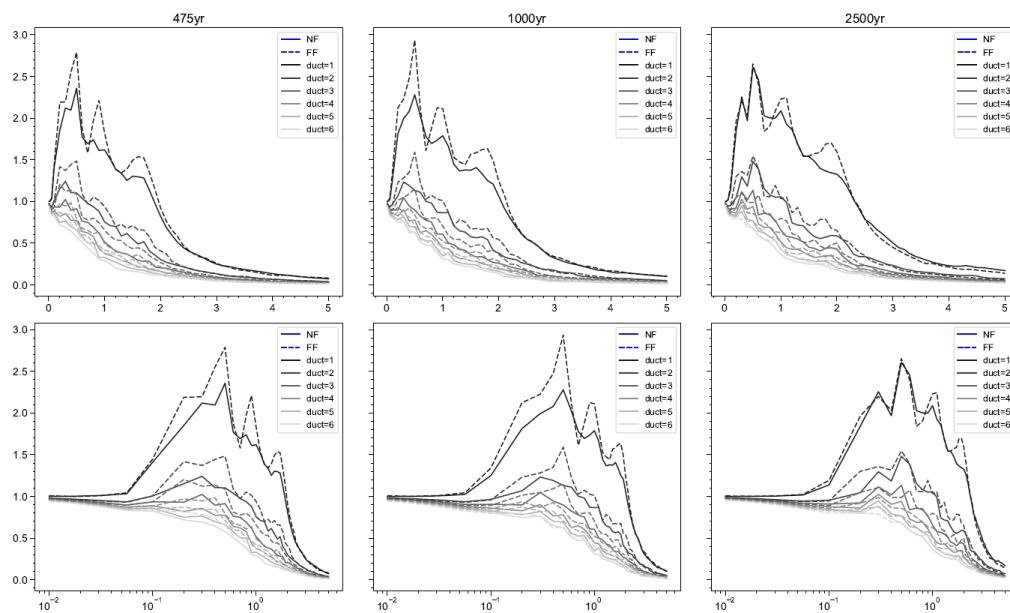 475yr
1000yr
2500yr
3.0
2.5
2.0
1.5
1.0
0.5
0.0
NF
FF
duct=1
duct=2
duct=3
duct=4
duct=5
duct=6
NF
FF
duct=1
duct=2
duct=3
duct=4
duct=5
duct=6
NF
FF
duct=1
duct=2
duct=3
duct=4
duct=5
duct=6
0 1 2 3 4 5
0 1 2 3 4 5
0 1 2 3 4 5
3.0
2.5
2.0
1.5
1.0
0.5
0.0
NF
FF
duct=1
duct=2
duct=3
duct=4
duct=5
duct=6
NF
FF
duct=1
duct=2
duct=3
duct=4
duct=5
duct=6
NF
FF
duct=1
duct=2
duct=3
duct=4
duct=5
duct=6
10⁻² 10⁻¹ 10⁰
10⁻² 10⁻¹ 10⁰
10⁻² 10⁻¹ 10⁰